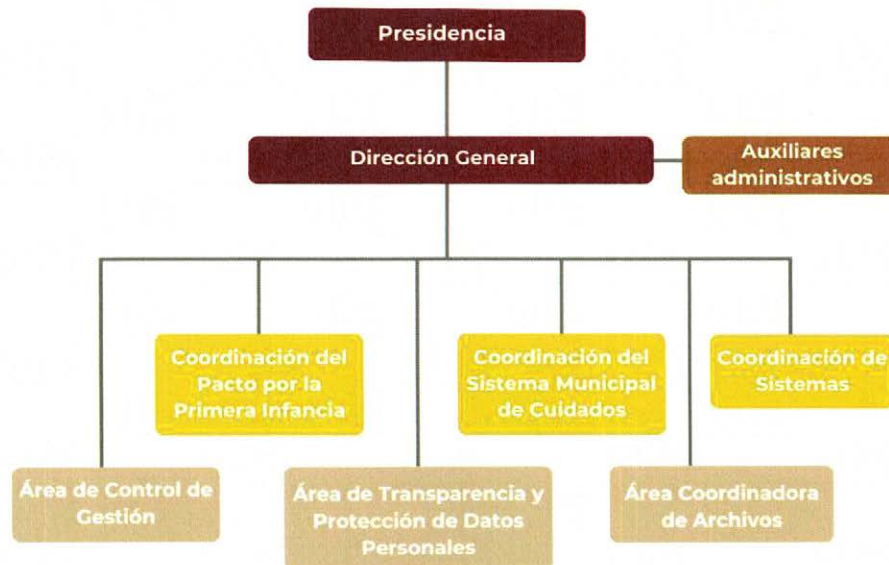 Presidencia
Dirección General
Auxiliares
administrativos
Coordinación del
Pacto por la
Primera Infancia
Coordinación del
Sistema Municipal
de Cuidados
Coordinación de
Sistemas
Área de Control de
Gestión
Área de Transparencia y
Protección de Datos
Personales
Área Coordinadora
de Archivos